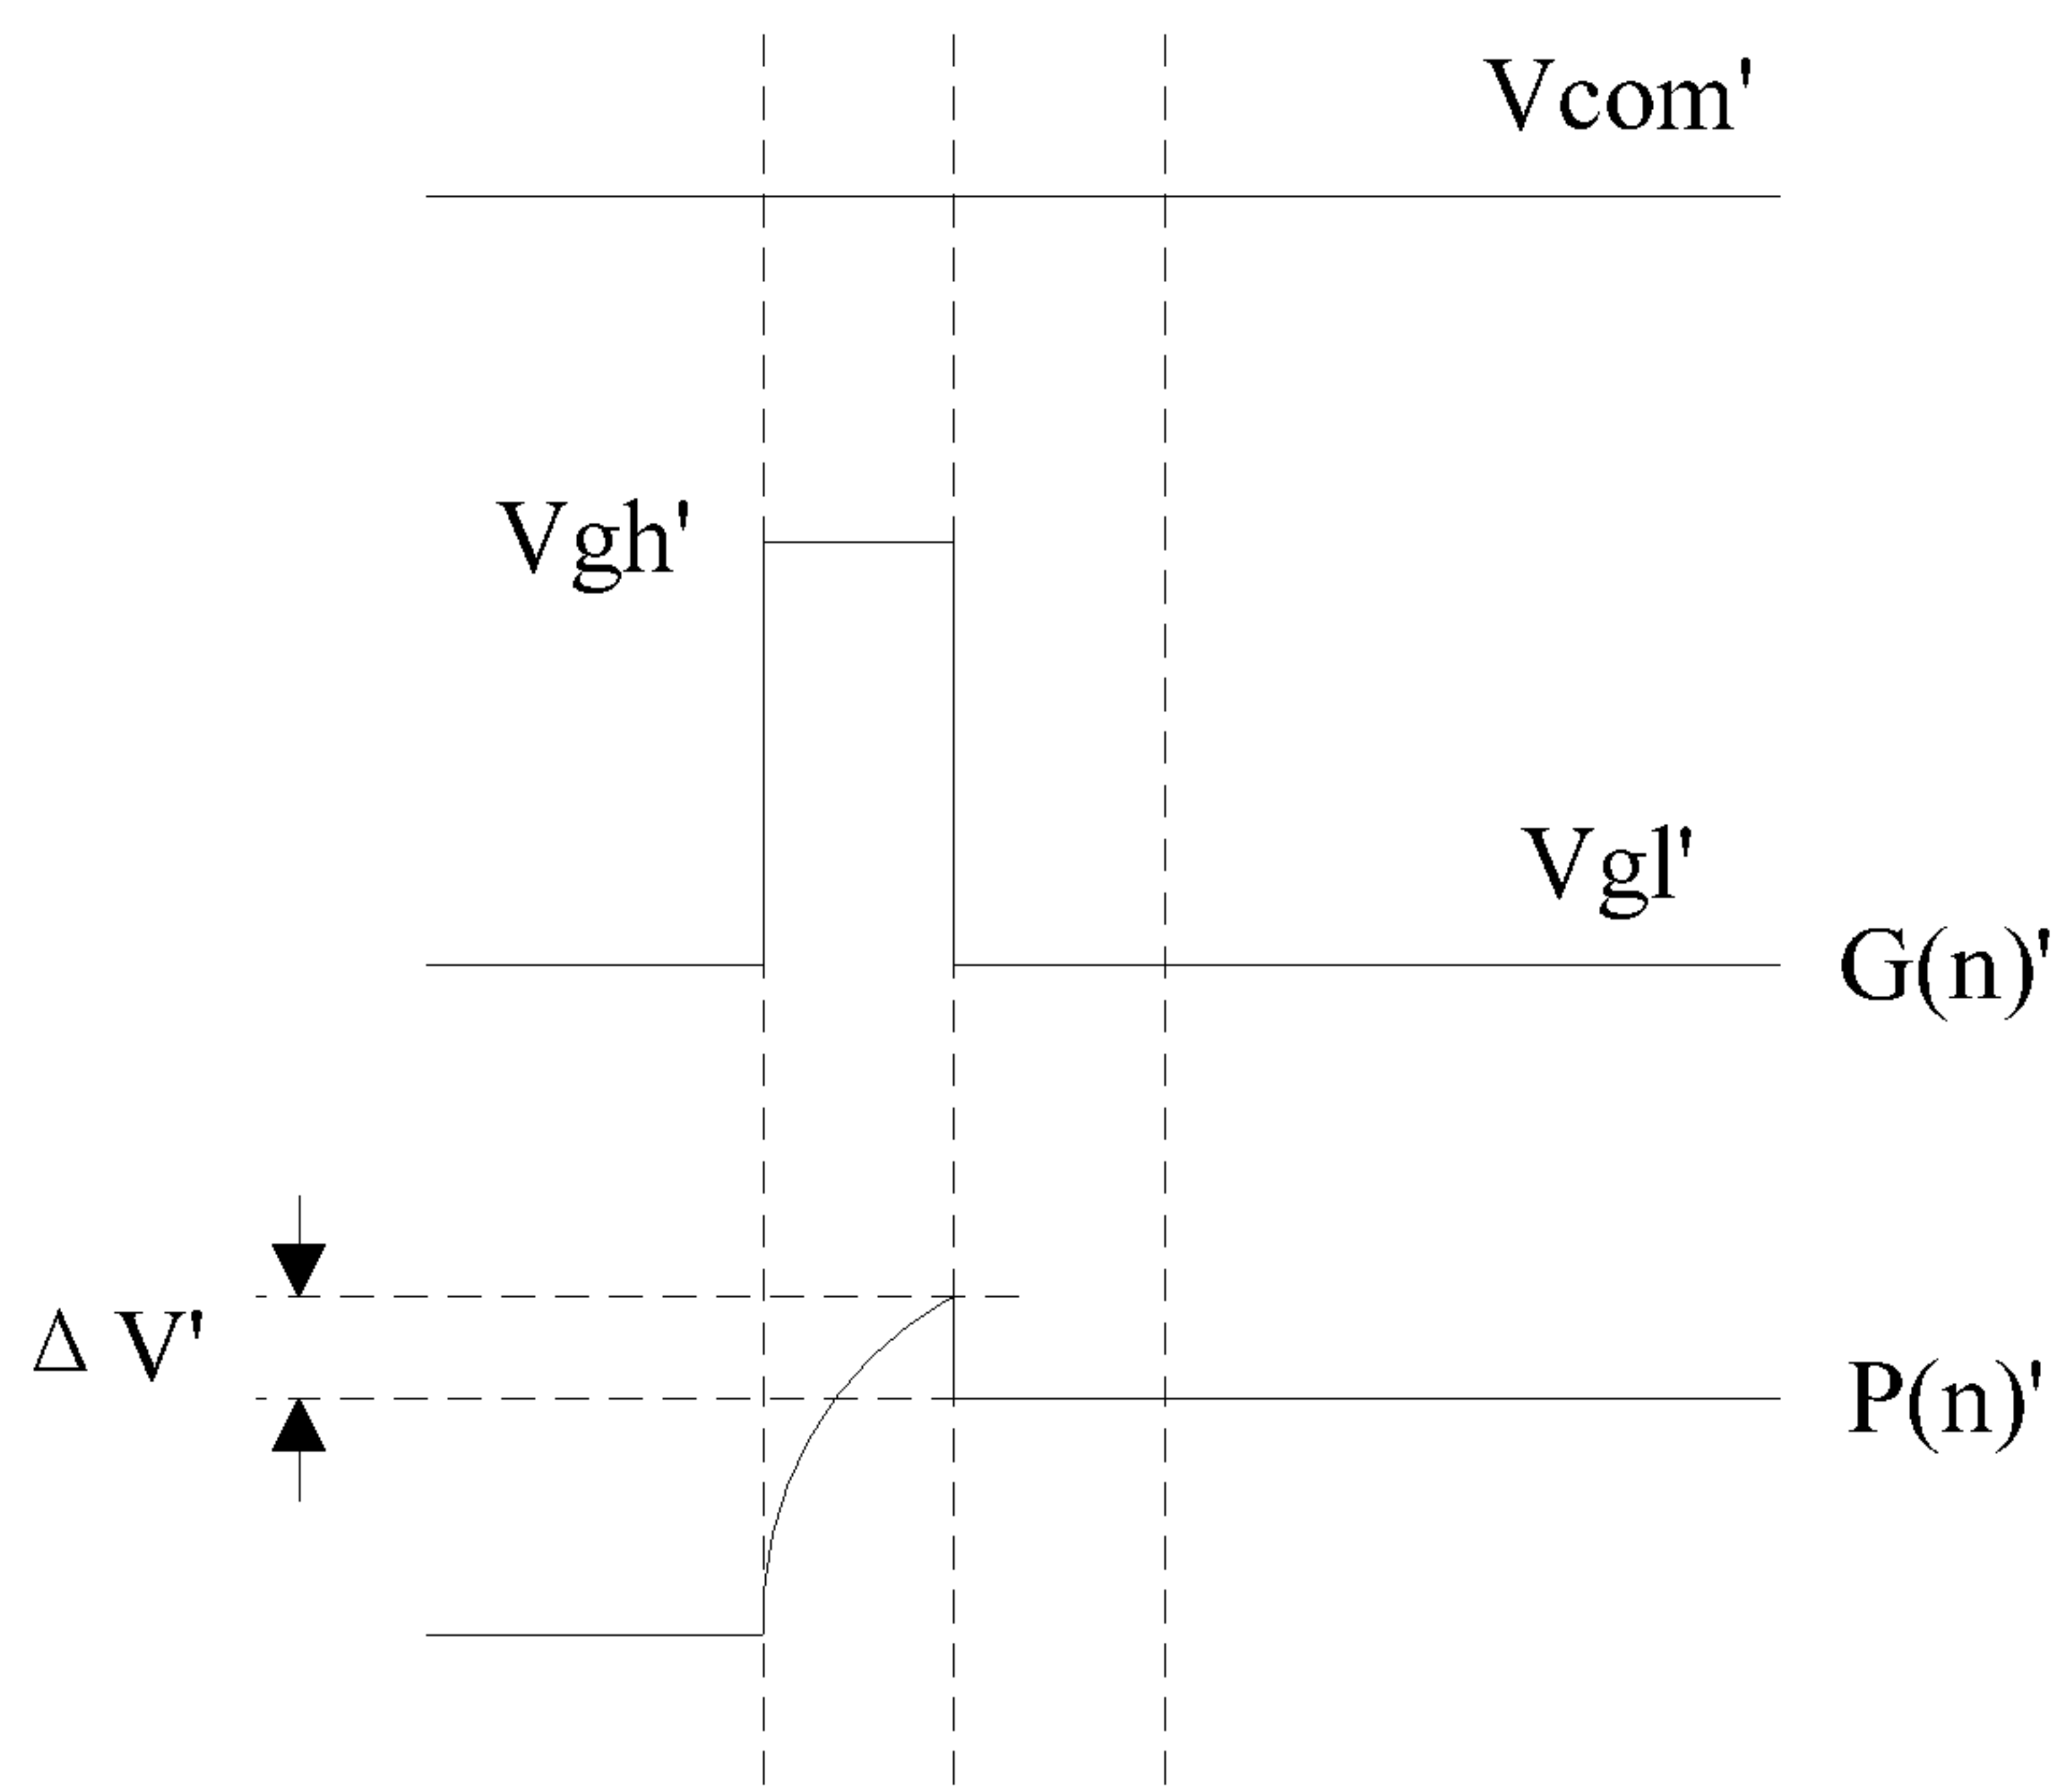 Vcom'
Vgh'
Vgl'
G(n)'
Δ V'
P(n)'